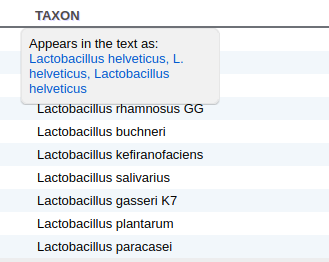 TAXON
Appears in the text as:
Lactobacillus helveticus, L.
helveticus, Lactobacillus
helveticus
Lactobacillus rhamnosus GG
Lactobacillus buchneri
Lactobacillus kefiranofaciens
Lactobacillus salivarius
Lactobacillus gasseri K7
Lactobacillus plantarum
Lactobacillus paracasei